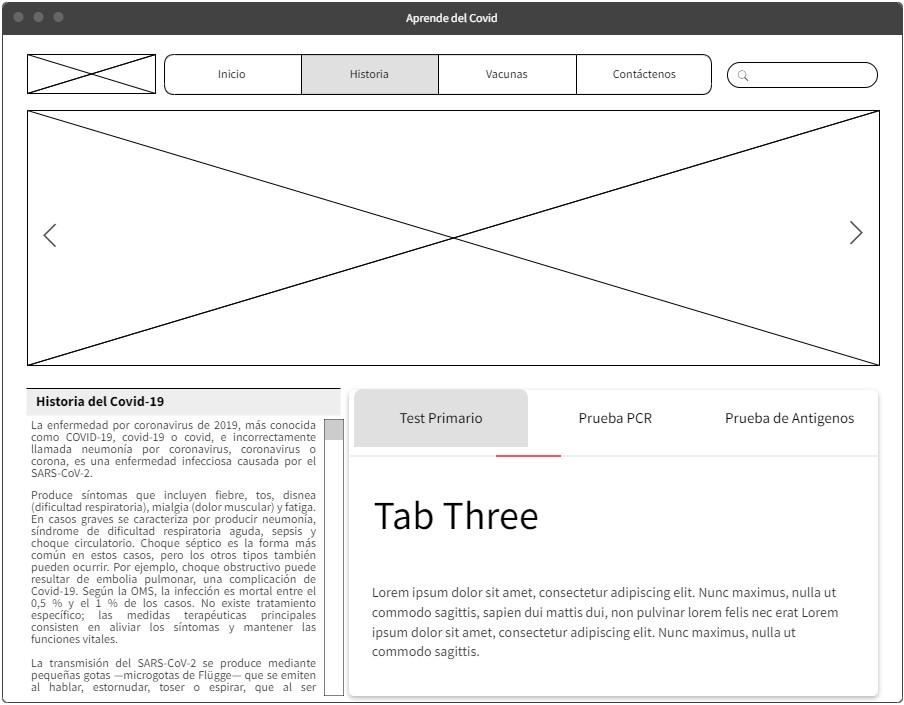 Aprende del Covid
Inicio
Historia
Vacunas
Contáctenos
Historia del Covid-19
La enfermedad por coronavirus de 2019, más conocida
como COVID-19, covid-19 o covid, e incorrectamente
llamada neumonía por coronavirus, coronavirus o
corona, es una enfermedad infecciosa causada por el
SARS-CoV-2.
Produce síntomas que incluyen fiebre, tos, disnea
(dificultad respiratoria), mialgia (dolor muscular) y fatiga.
En casos graves se caracteriza por producir neumonía,
síndrome de dificultad respiratoria aguda, sepsis y
choque circulatorio. Choque séptico es la forma más
común en estos casos, pero los otros tipos también
pueden ocurrir. Por ejemplo, choque obstructivo puede
resultar de embolia pulmonar, una complicación de
Covid-19. Según la OMS, la infección es mortal entre el
0,5 % y el 1 % de los casos. No existe tratamiento
específico; las medidas terapéuticas principales
consisten en aliviar los síntomas y mantener las
funciones vitales.
La transmisión del SARS-CoV-2 se produce mediante
pequeñas gotas —microgotas de Flügge— que se emiten
al hablar, estornudar, toser o espirar, que al ser
Test Primario
Prueba PCR
Prueba de Antigenos
Tab Three
Lorem ipsum dolor sit amet, consectetur adipiscing elit. Nunc maximus, nulla ut
commodo sagittis, sapien dui mattis dui, non pulvinar lorem felis nec erat Lorem
ipsum dolor sit amet, consectetur adipiscing elit. Nunc maximus, nulla ut
commodo sagittis.